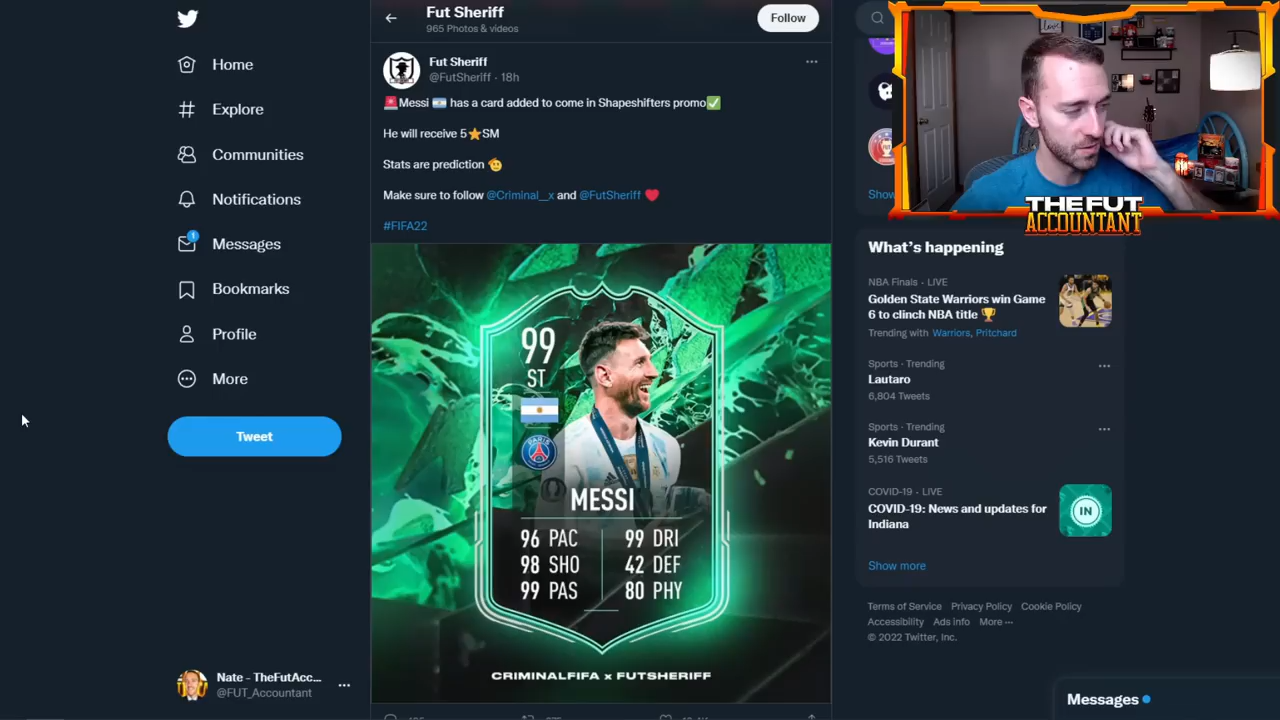 Home
Explore
Communities
Notifications
1
Messages
Bookmarks
Profile
More
Tweet
Nate - TheFutAcc...
@FUT_Accountant
Fut Sheriff
965 Photos & videos
Follow
Fut Sheriff
@FutSheriff · 18h
🚨Messi 🇦🇷 has a card added to come in Shapeshifters promo✅
He will receive 5⭐SM
Stats are prediction 🫡
Make sure to follow @Criminal__x and @FutSheriff ❤️
#FIFA22
99
ST
MESSI
96 PAC 99 DRI
98 SHO 42 DEF
99 PAS 80 PHY
CRIMINALFIFA x FUTSHERIFF
Show
THE FUT
ACCOUNTANT
What's happening
NBA Finals · LIVE
Golden State Warriors win Game
6 to clinch NBA title 🏆
Trending with Warriors, Pritchard
Sports · Trending
Lautaro
6,804 Tweets
Sports · Trending
Kevin Durant
5,516 Tweets
COVID-19 · LIVE
COVID-19: News and updates for
Indiana
IN
Show more
Terms of Service Privacy Policy Cookie Policy
Accessibility Ads info More ···
© 2022 Twitter, Inc.
Messages